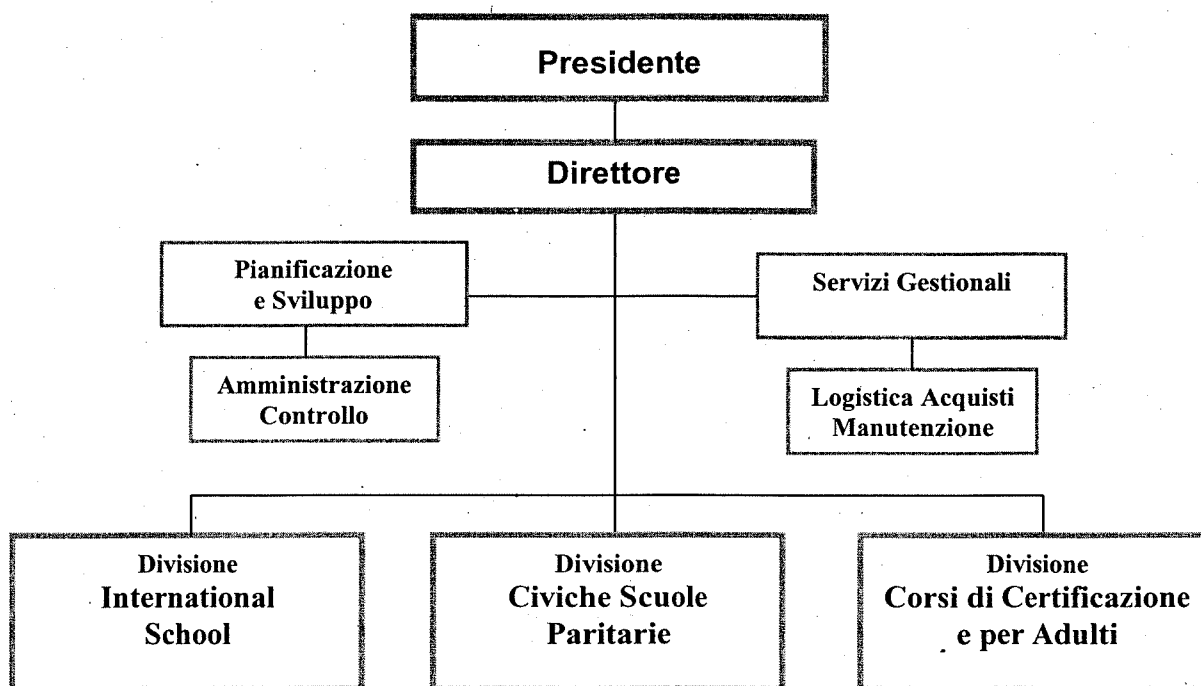 Presidente
Direttore
Pianificazione
e Sviluppo
Servizi Gestionali
Amministrazione
Controllo
Logistica Acquisti
Manutenzione
Divisione
International
School
Divisione
Civiche Scuole
Paritarie
Divisione
Corsi di Certificazione
e per Adulti